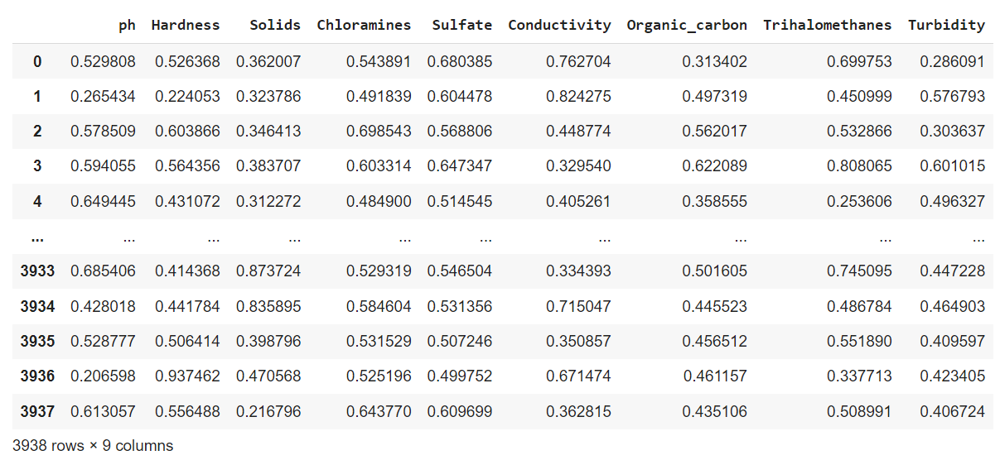 ph Hardness Solids Chloramines Sulfate Conductivity Organic_carbon Trihalomethanes Turbidity
0 0.529808 0.526368 0.362007 0.543891 0.680385 0.762704 0.313402 0.699753 0.286091
1 0.265434 0.224053 0.323786 0.491839 0.604478 0.824275 0.497319 0.450999 0.576793
2 0.578509 0.603866 0.346413 0.698543 0.568806 0.448774 0.562017 0.532866 0.303637
3 0.594055 0.564356 0.383707 0.603314 0.647347 0.329540 0.622089 0.808065 0.601015
4 0.649445 0.431072 0.312272 0.484900 0.514545 0.405261 0.358555 0.253606 0.496327
... ... ... ... ... ... ... ... ... ...
3933 0.685406 0.414368 0.873724 0.529319 0.546504 0.334393 0.501605 0.745095 0.447228
3934 0.428018 0.441784 0.835895 0.584604 0.531356 0.715047 0.445523 0.486784 0.464903
3935 0.528777 0.506414 0.398796 0.531529 0.507246 0.350857 0.456512 0.551890 0.409597
3936 0.206598 0.937462 0.470568 0.525196 0.499752 0.671474 0.461157 0.337713 0.423405
3937 0.613057 0.556488 0.216796 0.643770 0.609699 0.362815 0.435106 0.508991 0.406724
3938 rows × 9 columns